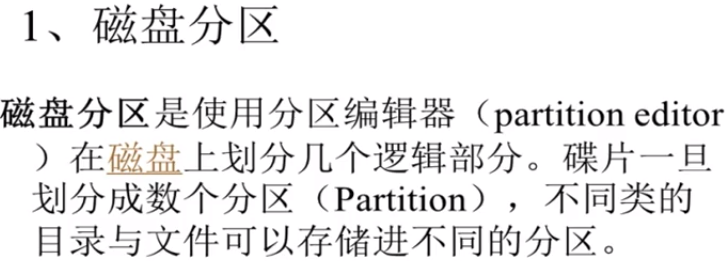 1、磁盘分区
磁盘分区是使用分区编辑器（partition editor
）在磁盘上划分几个逻辑部分。碟片一旦
划分成数个分区（Partition），不同类的
目录与文件可以存储进不同的分区。